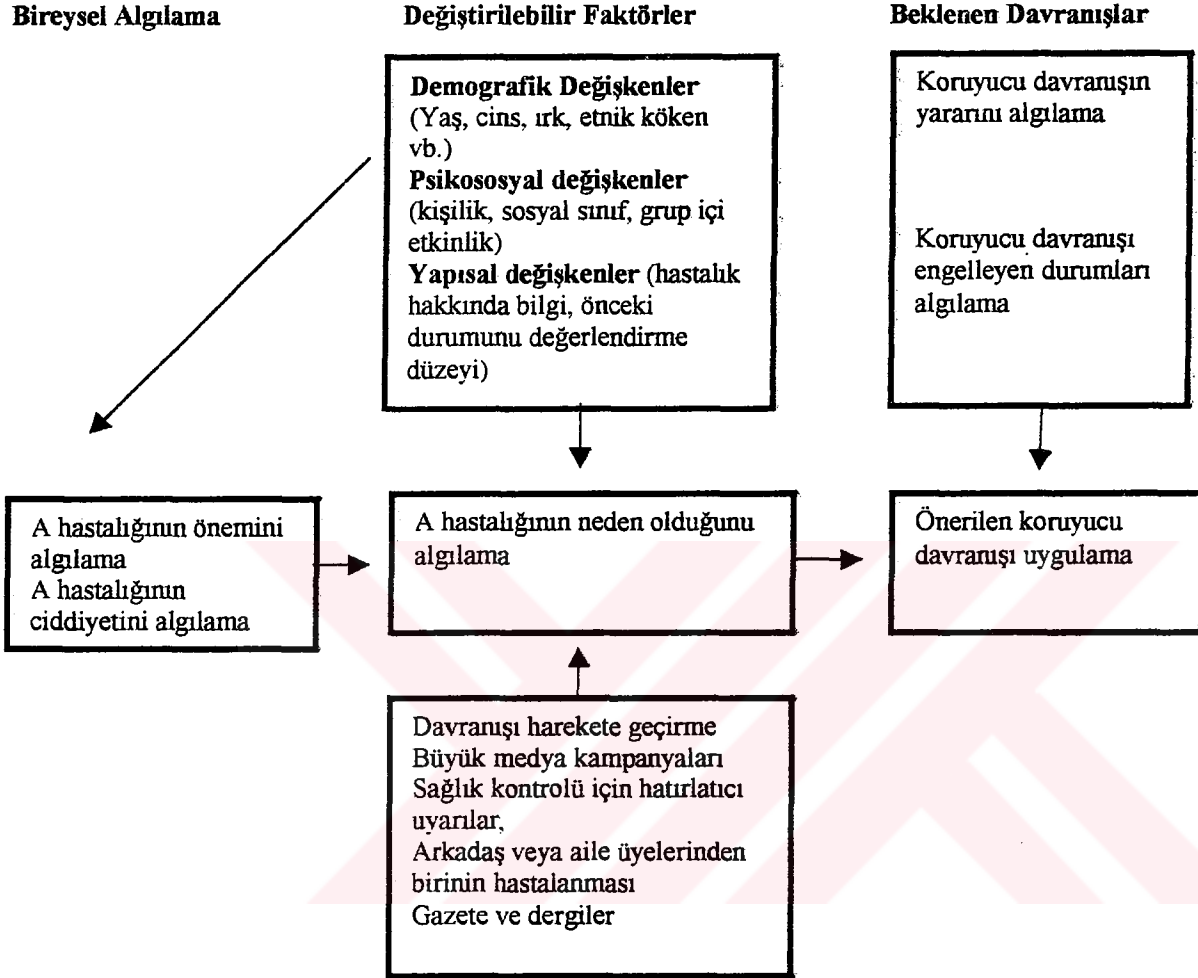 Bireysel Algılama
Değiştirilebilir Faktörler
Beklenen Davranışlar
Demografik Değişkenler
(Yaş, cins, ırk, etnik köken
vb.)
Psikososyal değişkenler
(kişilik, sosyal sınıf, grup içi
etkinlik)
Yapısal değişkenler (hastalık
hakkında bilgi, önceki
durumunu değerlendirme
düzeyi)
Koruyucu davranışın
yararını algılama
Koruyucu davranışı
engelleyen durumları
algılama
A hastalığının önemini
algılama
A hastalığının
ciddiyetini algılama
A hastalığının neden olduğunu
algılama
Önerilen koruyucu
davranışı uygulama
Davranışı harekete geçirme
Büyük medya kampanyaları
Sağlık kontrolü için hatırlatıcı
uyarılar,
Arkadaş veya aile üyelerinden
birinin hastalanması
Gazete ve dergiler